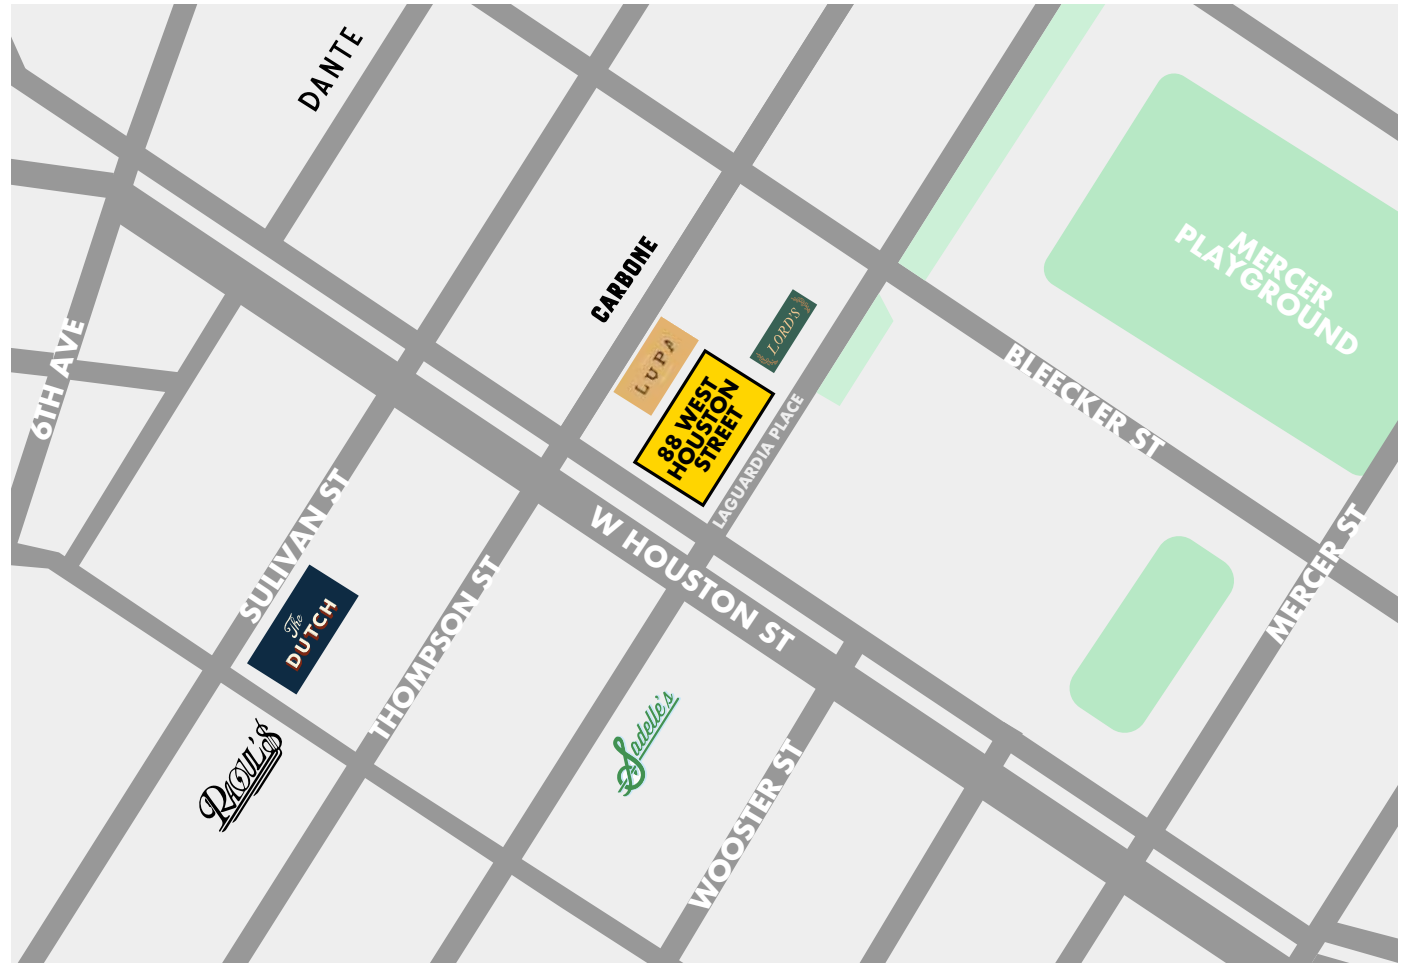 DANTE
CARBONE
LUPA
LORD'S
88 WEST
HOUSTON
STREET
LAGUARDIA PLACE
MERCER
PLAYGROUND
BLEECKER ST
6TH AVE
SULIVAN ST
The
DUTCH
THOMPSON ST
W HOUSTON ST
MERCER ST
RAOUL'S
Sadelle's
WOOSTER ST